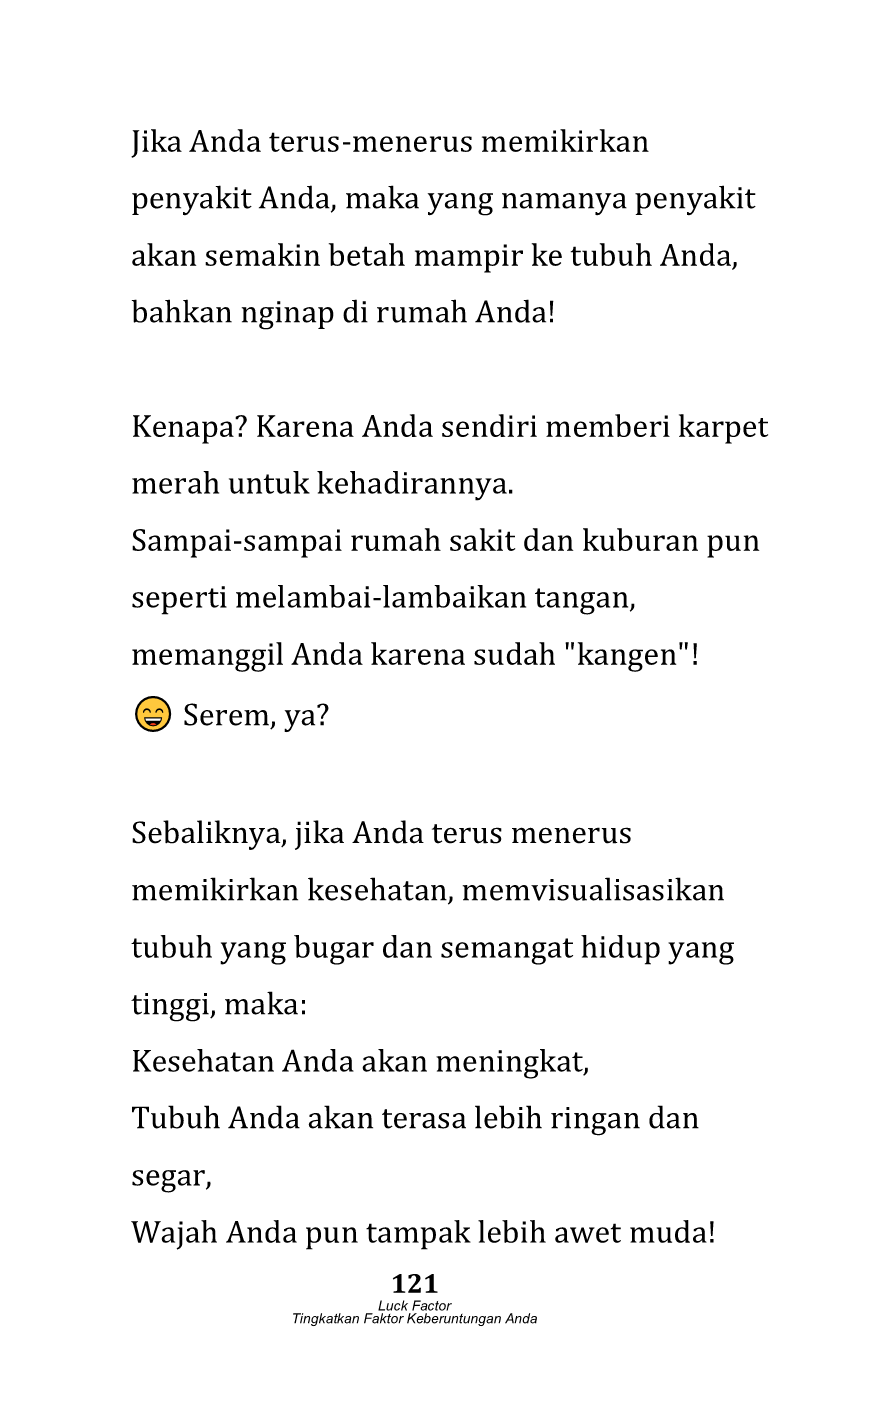 Jika Anda terus-menerus memikirkan
penyakit Anda, maka yang namanya penyakit
akan semakin betah mampir ke tubuh Anda,
bahkan nginap di rumah Anda!
Kenapa? Karena Anda sendiri memberi karpet
merah untuk kehadirannya.
Sampai-sampai rumah sakit dan kuburan pun
seperti melambai-lambaikan tangan,
memanggil Anda karena sudah "kangen"!
😄 Serem, ya?
Sebaliknya, jika Anda terus menerus
memikirkan kesehatan, memvisualisasikan
tubuh yang bugar dan semangat hidup yang
tinggi, maka:
Kesehatan Anda akan meningkat,
Tubuh Anda akan terasa lebih ringan dan
segar,
Wajah Anda pun tampak lebih awet muda!
121
Luck Factor
Tingkatkan Faktor Keberuntungan Anda